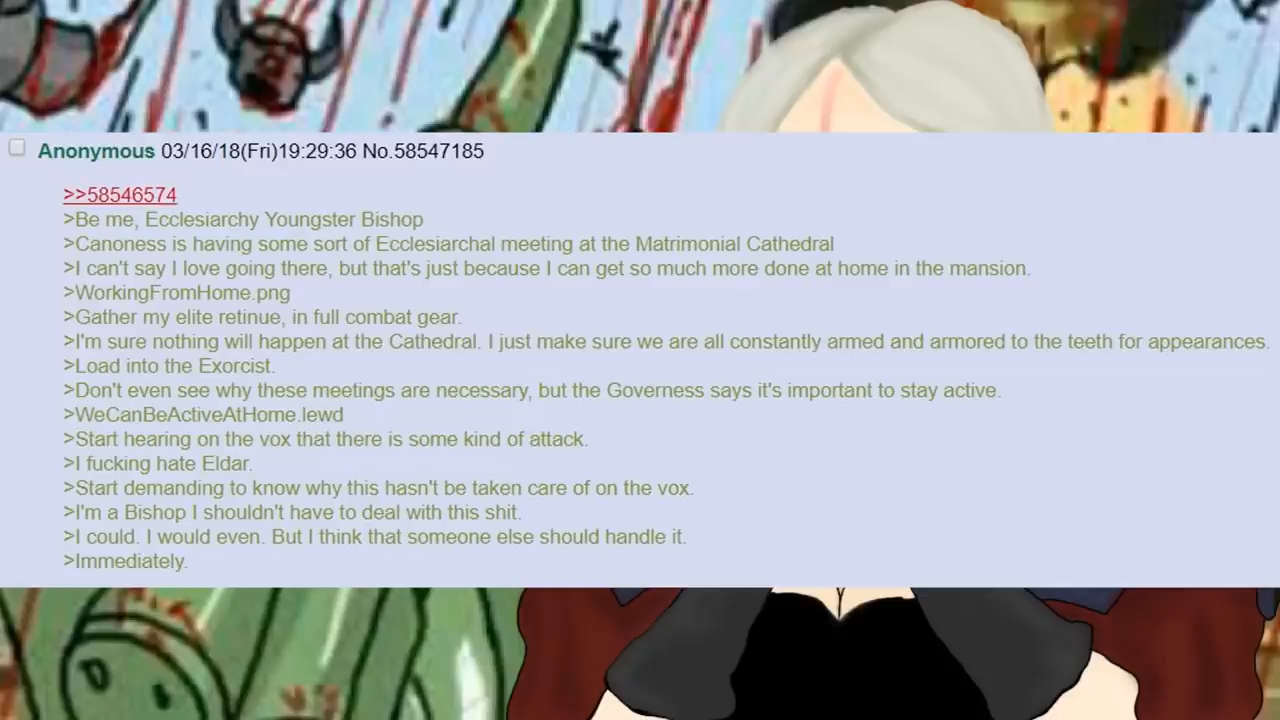 Anonymous 03/16/18(Fri)19:29:36 No.58547185
>>58546574
>Be me, Ecclesiarchy Youngster Bishop
>Canoness is having some sort of Ecclesiarchal meeting at the Matrimonial Cathedral
>I can't say I love going there, but that's just because I can get so much more done at home in the mansion.
>WorkingFromHome.png
>Gather my elite retinue, in full combat gear.
>I'm sure nothing will happen at the Cathedral. I just make sure we are all constantly armed and armored to the teeth for appearances.
>Load into the Exorcist.
>Don't even see why these meetings are necessary, but the Governess says it's important to stay active.
>WeCanBeActiveAtHome.lewd
>Start hearing on the vox that there is some kind of attack.
>I fucking hate Eldar.
>Start demanding to know why this hasn't be taken care of on the vox.
>I'm a Bishop I shouldn't have to deal with this shit.
>I could. I would even. But I think that someone else should handle it.
>Immediately.